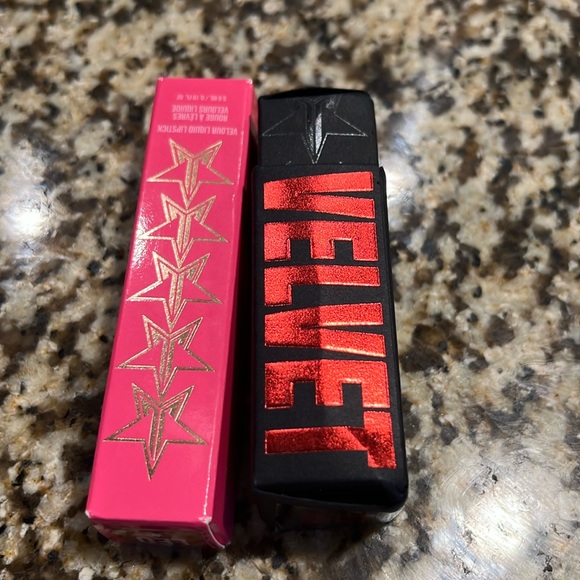 VELOUR LIQUID LIPSTICK
ROUGE À LÈVRES
VELOURS LIQUIDE
VELVET